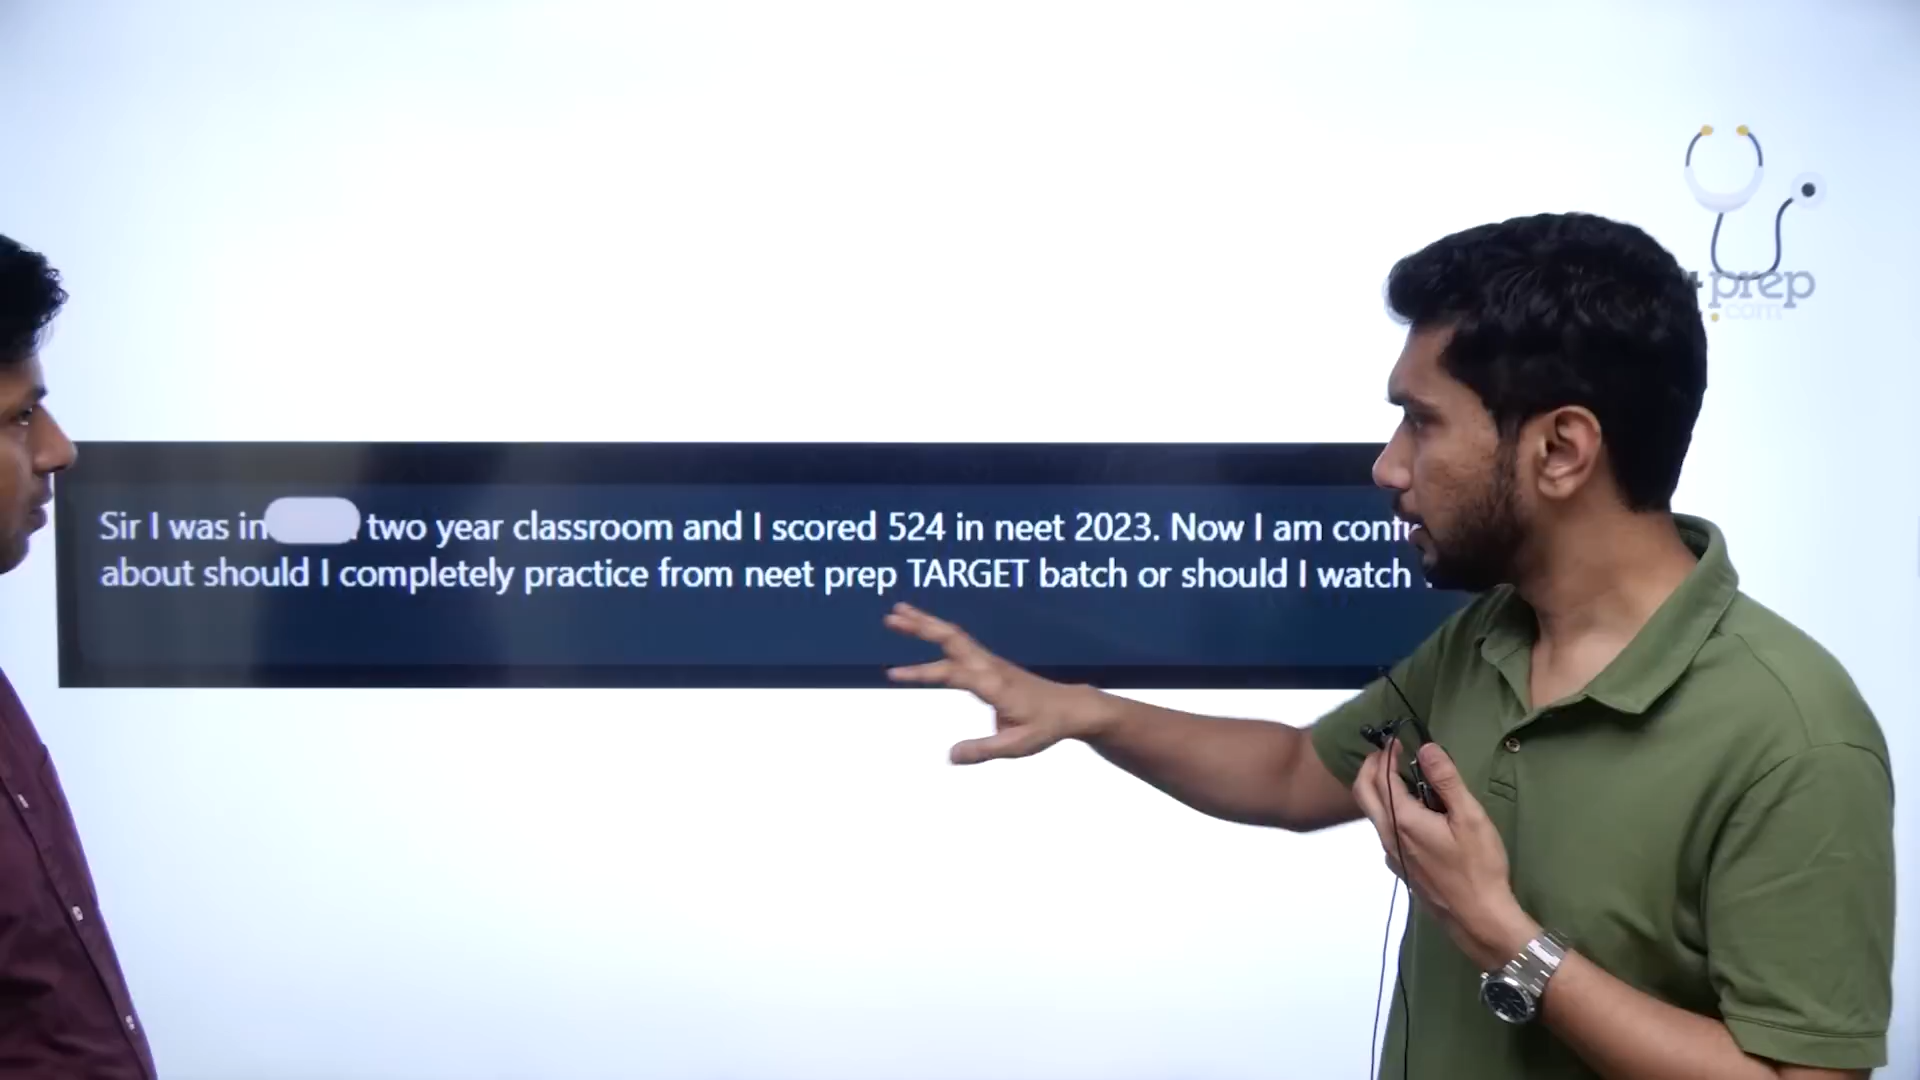 Sir I was in two year classroom and I scored 524 in neet 2023. Now I am
about should I completely practice from neet prep TARGET batch or should I watch
prep
.com